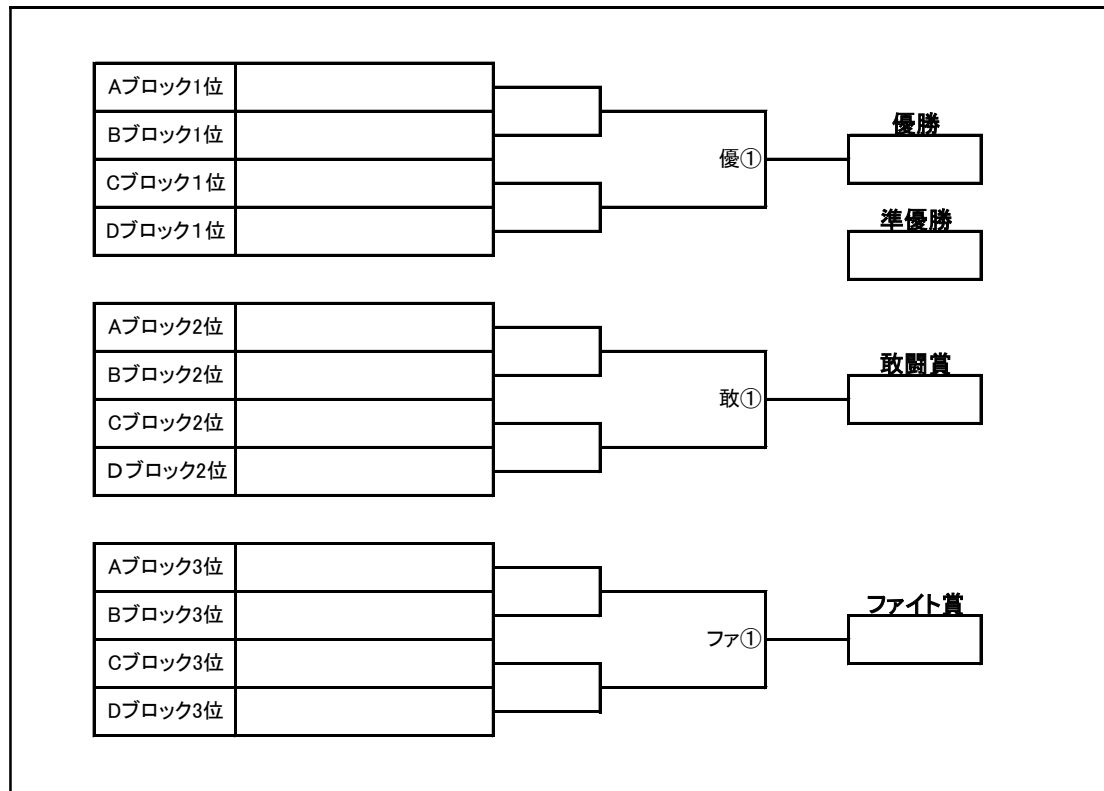 Aブロック1位
Bブロック1位
優勝
優①
Cブロック1位
Dブロック1位
準優勝
Aブロック2位
Bブロック2位
敢闘賞
敢①
Cブロック2位
Ｄブロック2位
Aブロック3位
Bブロック3位
ファイト賞
ファ①
Cブロック3位
Dブロック3位